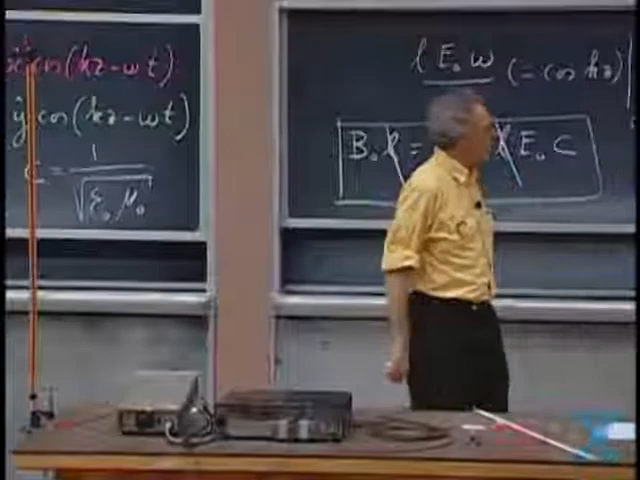 x̂ cos(kz-ωt)
ŷ cos(kz-ωt)
c = 1/√(ε₀μ₀)
l E₀ ω (-cos kz)
B₀ l = l E₀ C